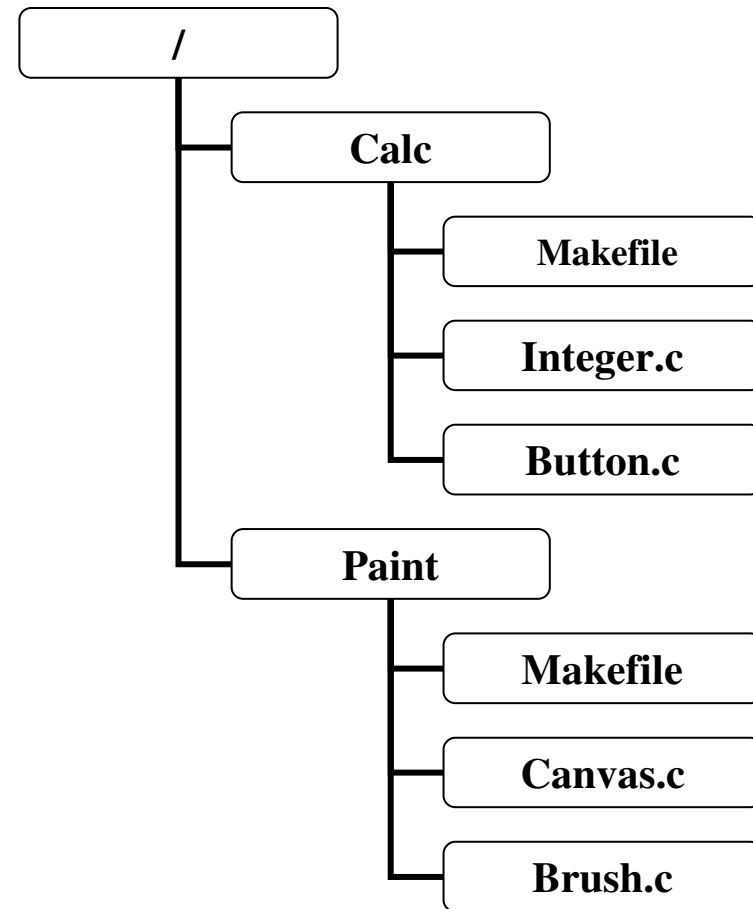 /
Calc
Makefile
Integer.c
Button.c
Paint
Makefile
Canvas.c
Brush.c